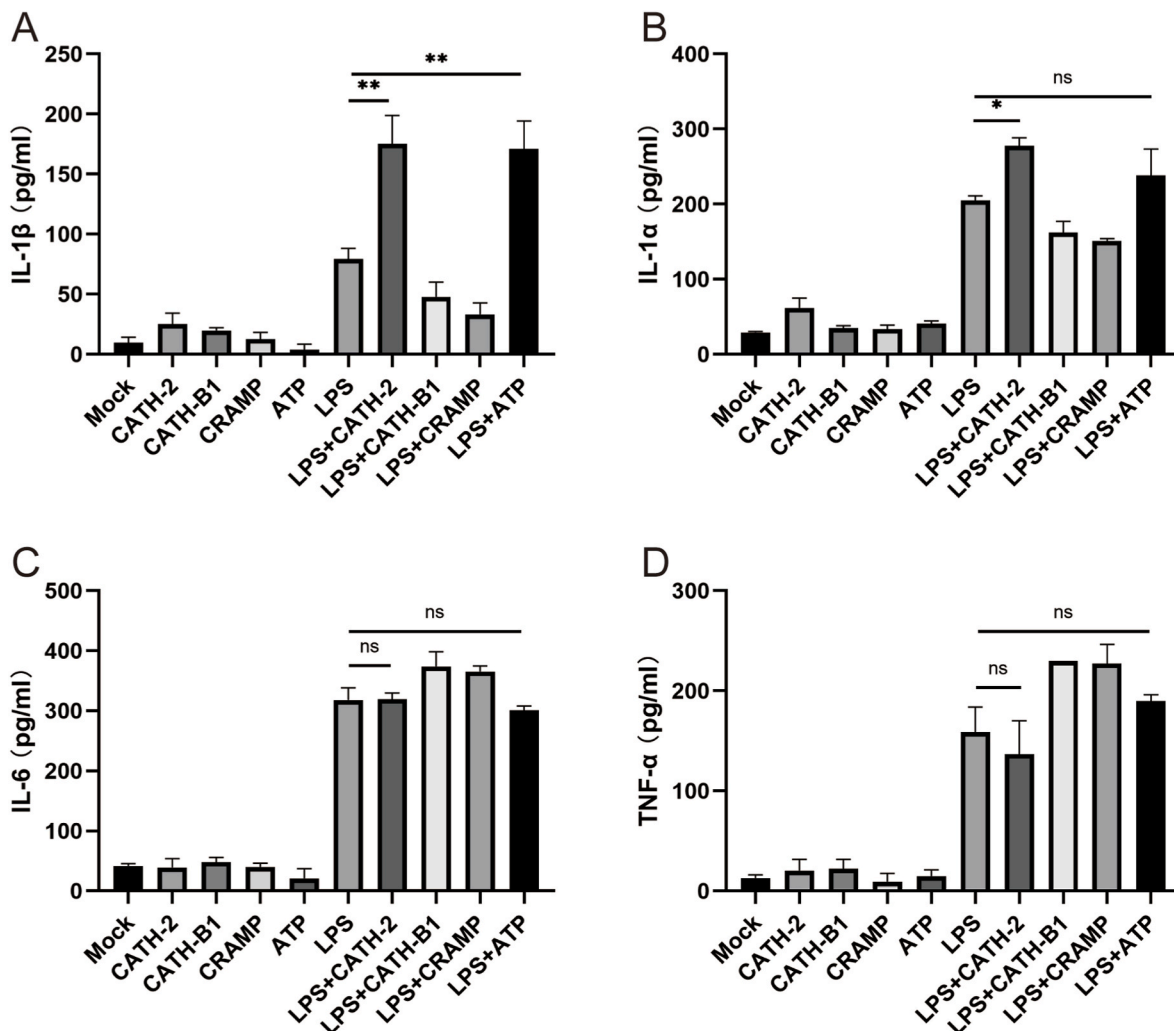 A
IL-1β（pg/ml）
250
200
150
100
50
0
**
**
Mock
CATH-2
CATH-B1
CRAMP
ATP
LPS
LPS+CATH-2
LPS+CATH-B1
LPS+CRAMP
LPS+ATP
B
IL-1α（pg/ml）
400
300
200
100
0
ns
*
Mock
CATH-2
CATH-B1
CRAMP
ATP
LPS
LPS+CATH-2
LPS+CATH-B1
LPS+CRAMP
LPS+ATP
C
IL-6（pg/ml）
500
400
300
200
100
0
ns
ns
Mock
CATH-2
CATH-B1
CRAMP
ATP
LPS
LPS+CATH-2
LPS+CATH-B1
LPS+CRAMP
LPS+ATP
D
TNF-α（pg/ml）
300
200
100
0
ns
ns
Mock
CATH-2
CATH-B1
CRAMP
ATP
LPS
LPS+CATH-2
LPS+CATH-B1
LPS+CRAMP
LPS+ATP